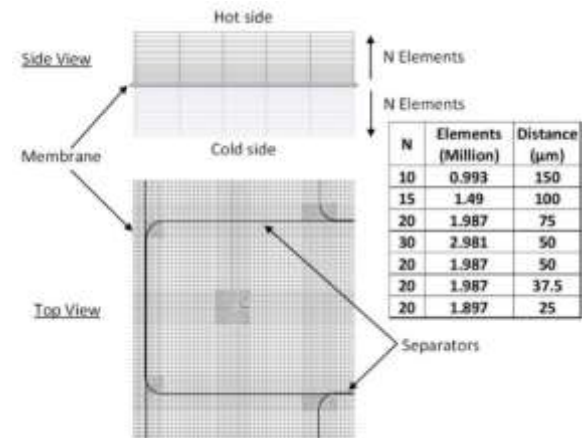 Hot side
Side View
N Elements
N Elements
Membrane
Cold side
N Elements (Million) Distance (µm)
10 0.993 150
15 1.49 100
20 1.987 75
30 2.981 50
20 1.987 50
20 1.987 37.5
20 1.897 25
Top View
Separators